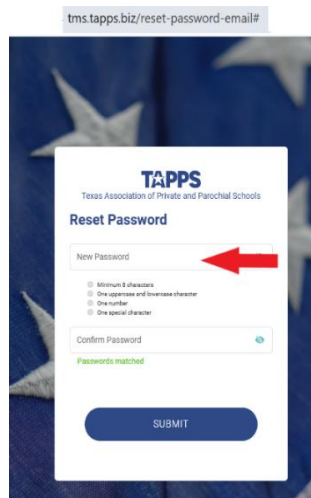 tms.tapps.biz/reset-password-email#
TAPPS
Texas Association of Private and Parochial Schools
Reset Password
New Password
Minimum 8 characters
One uppercase and lowercase character
One number
One special character
Confirm Password
Passwords matched
SUBMIT